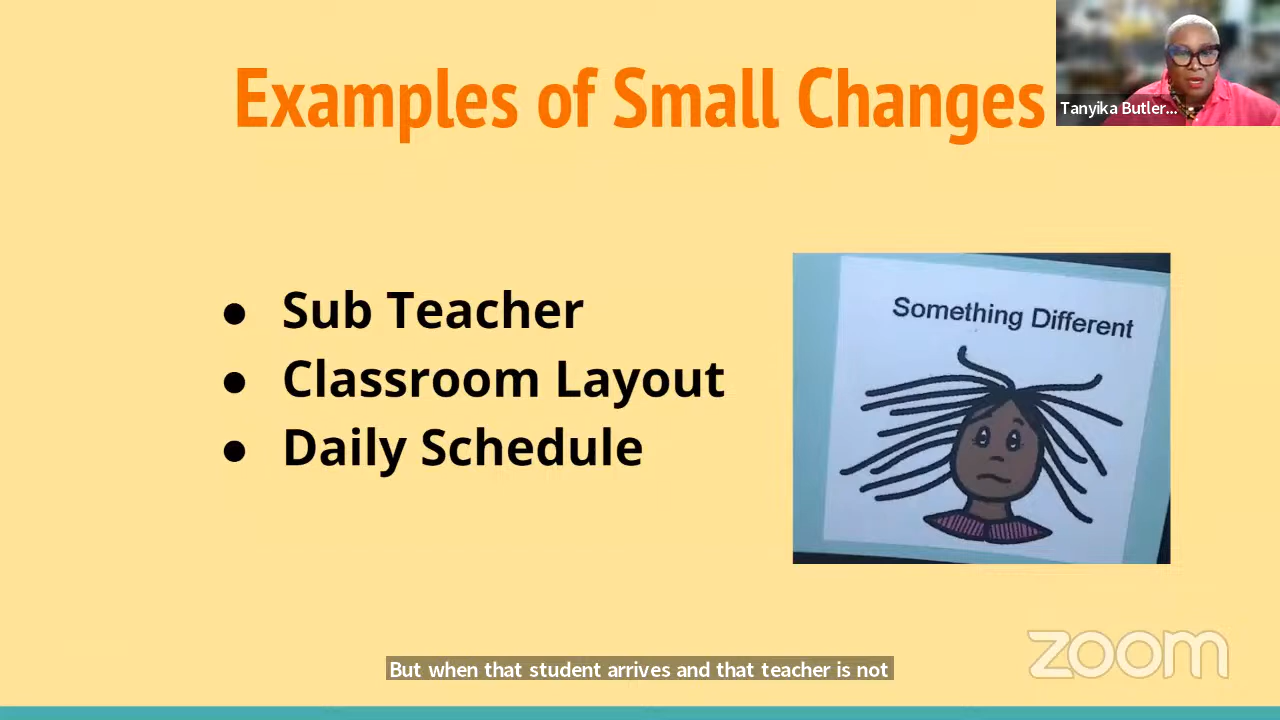 Examples of Small Changes
Tanyika Butler...
● Sub Teacher
● Classroom Layout
● Daily Schedule
Something Different
zoom
But when that student arrives and that teacher is not